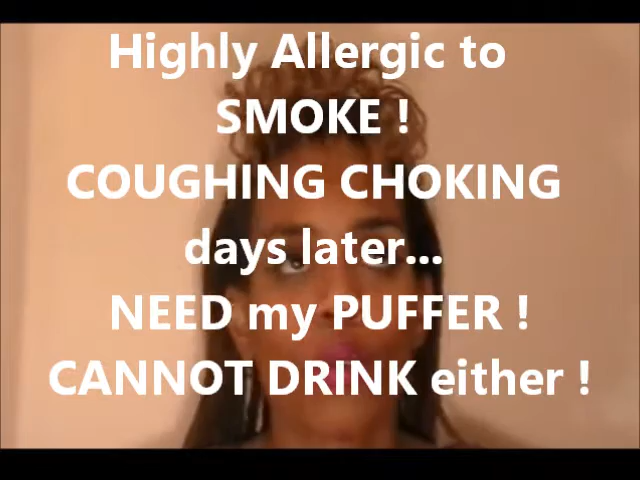 Highly Allergic to
SMOKE !
COUGHING CHOKING
days later...
NEED my PUFFER !
CANNOT DRINK either !